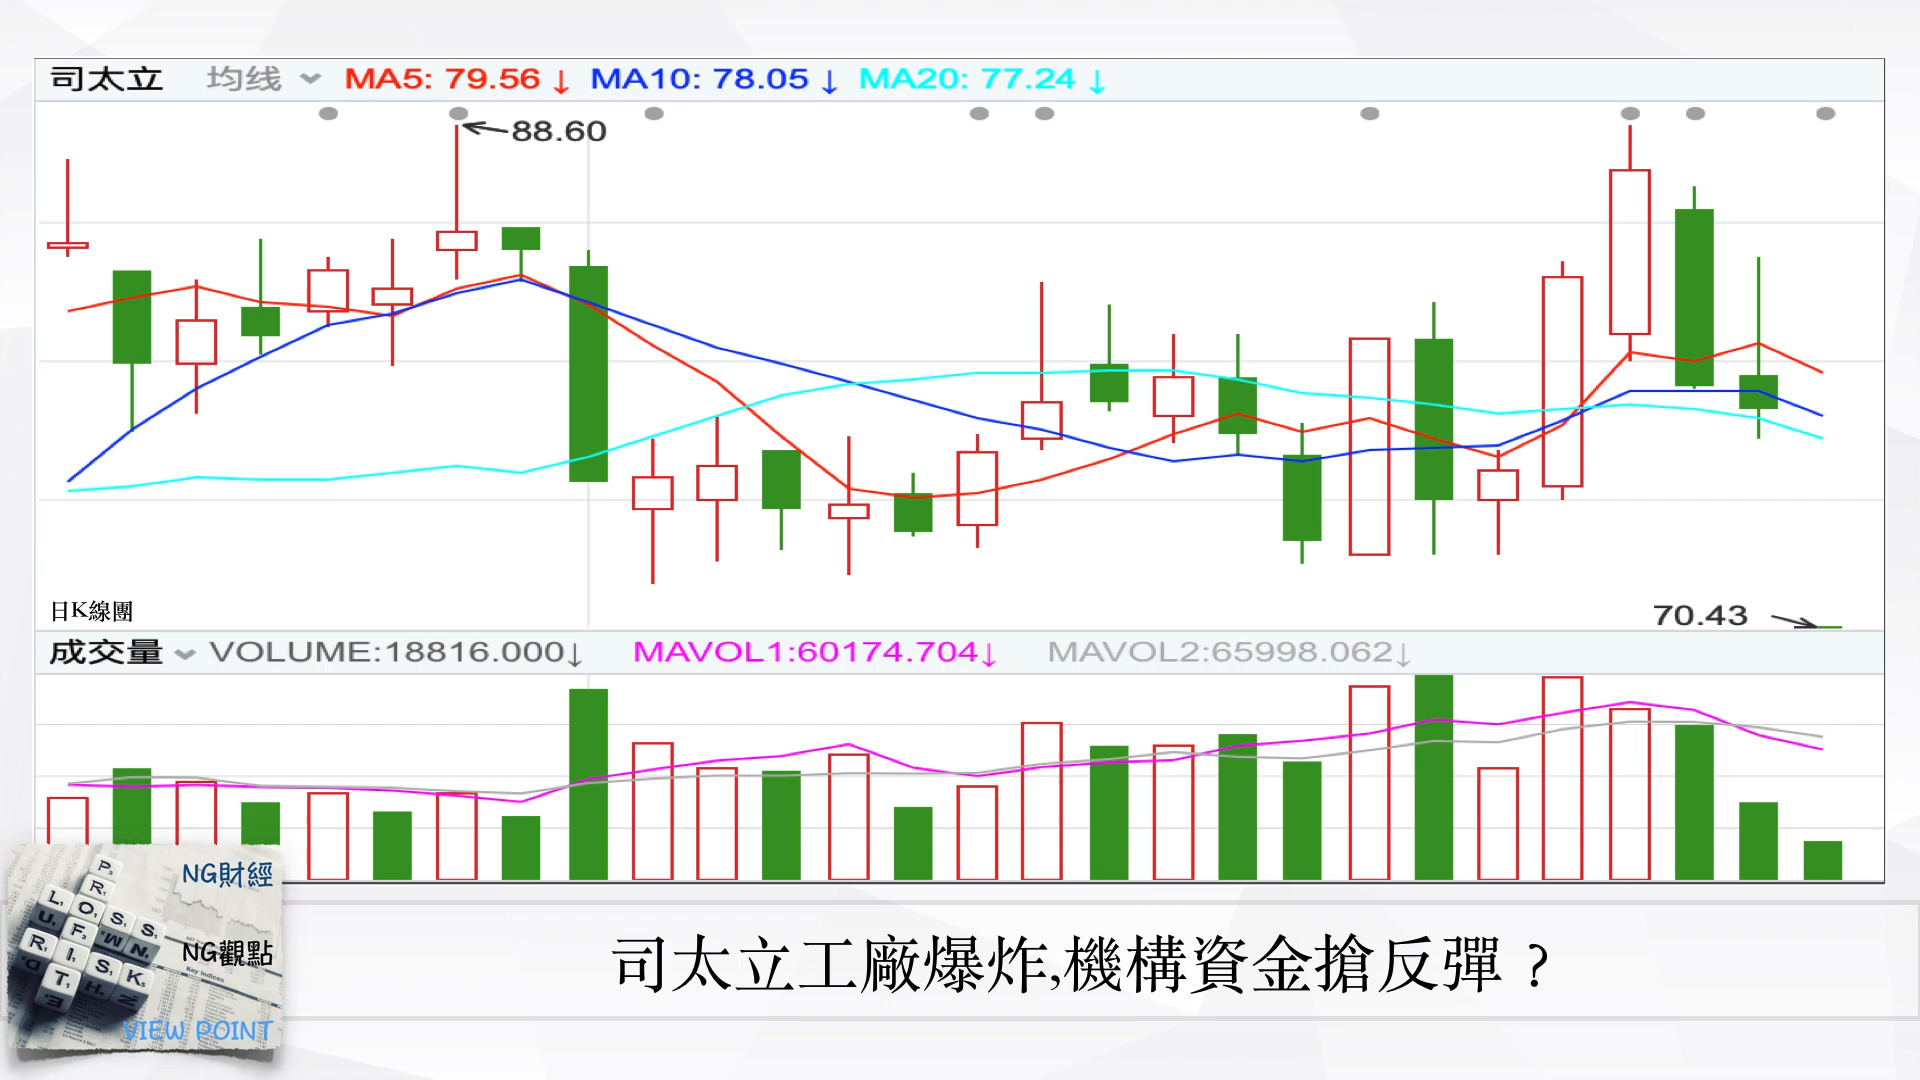 司太立 均线 MA5: 79.56 ↓ MA10: 78.05 ↓ MA20: 77.24 ↓
88.60
日K線團
70.43
成交量 VOLUME:18816.000↓ MAVOL1:60174.704↓ MAVOL2:65998.062↓
NG財經
NG觀點
Key Indices
VIEW POINT
司太立工廠爆炸,機構資金搶反彈？